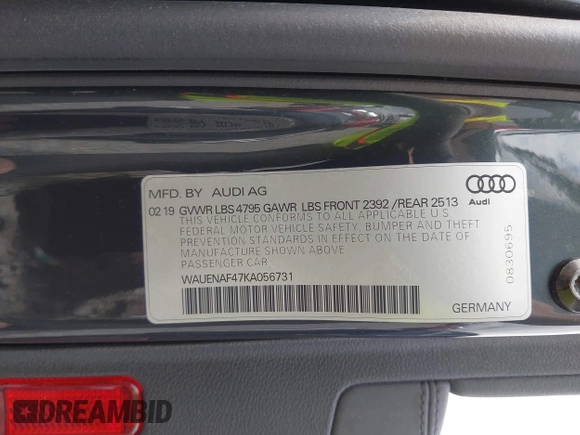 MFD. BY AUDI AG
Audi
02 19 GVWR LBS 4795 GAWR LBS FRONT 2392 /REAR 2513
THIS VEHICLE CONFORMS TO ALL APPLICABLE U S
FEDERAL MOTOR VEHICLE SAFETY, BUMPER AND THEFT
PREVENTION STANDARDS IN EFFECT ON THE DATE OF
MANUFACTURE SHOWN ABOVE
PASSENGER CAR
WAUENAF47KA056731
GERMANY
0830695
DREAMBID